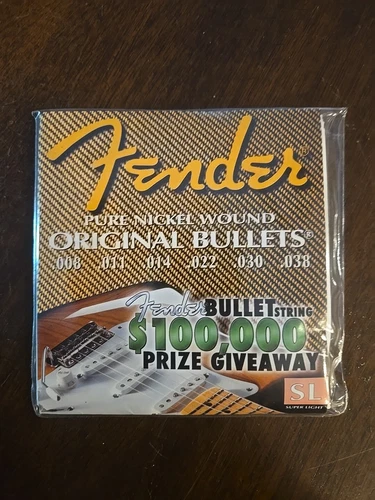 Fender®
PURE NICKEL WOUND
ORIGINAL BULLETS®
.008 .011 .014 .022 .030 .038
Fender BULLET STRING
$100,000
PRIZE GIVEAWAY
SL
SUPER LIGHT